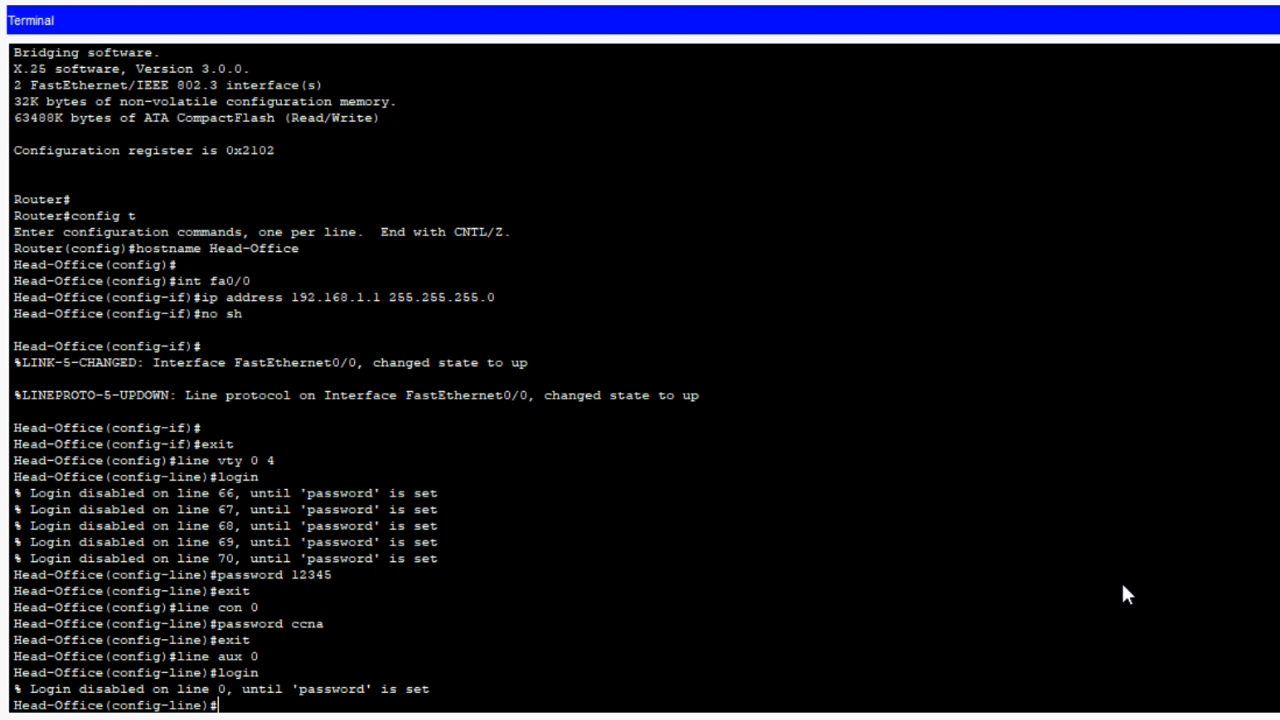 Terminal
Bridging software.
X.25 software, Version 3.0.0.
2 FastEthernet/IEEE 802.3 interface(s)
32K bytes of non-volatile configuration memory.
63488K bytes of ATA CompactFlash (Read/Write)
Configuration register is 0x2102
Router#
Router#config t
Enter configuration commands, one per line.  End with CNTL/Z.
Router(config)#hostname Head-Office
Head-Office(config)#
Head-Office(config)#int fa0/0
Head-Office(config-if)#ip address 192.168.1.1 255.255.255.0
Head-Office(config-if)#no sh
Head-Office(config-if)#
%LINK-5-CHANGED: Interface FastEthernet0/0, changed state to up
%LINEPROTO-5-UPDOWN: Line protocol on Interface FastEthernet0/0, changed state to up
Head-Office(config-if)#
Head-Office(config-if)#exit
Head-Office(config)#line vty 0 4
Head-Office(config-line)#login
% Login disabled on line 66, until 'password' is set
% Login disabled on line 67, until 'password' is set
% Login disabled on line 68, until 'password' is set
% Login disabled on line 69, until 'password' is set
% Login disabled on line 70, until 'password' is set
Head-Office(config-line)#password 12345
Head-Office(config-line)#exit
Head-Office(config)#line con 0
Head-Office(config-line)#password ccna
Head-Office(config-line)#exit
Head-Office(config)#line aux 0
Head-Office(config-line)#login
% Login disabled on line 0, until 'password' is set
Head-Office(config-line)#